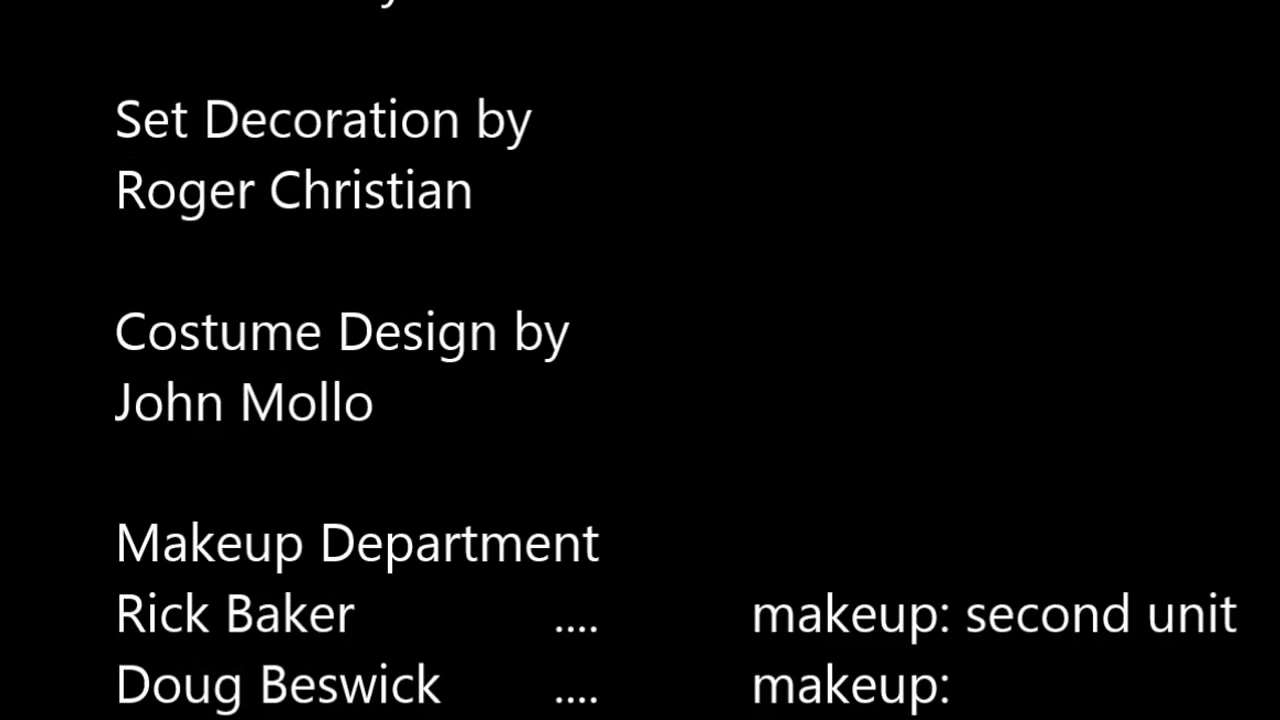 Set Decoration by
Roger Christian
Costume Design by
John Mollo
Makeup Department
Rick Baker .... makeup: second unit
Doug Beswick .... makeup: